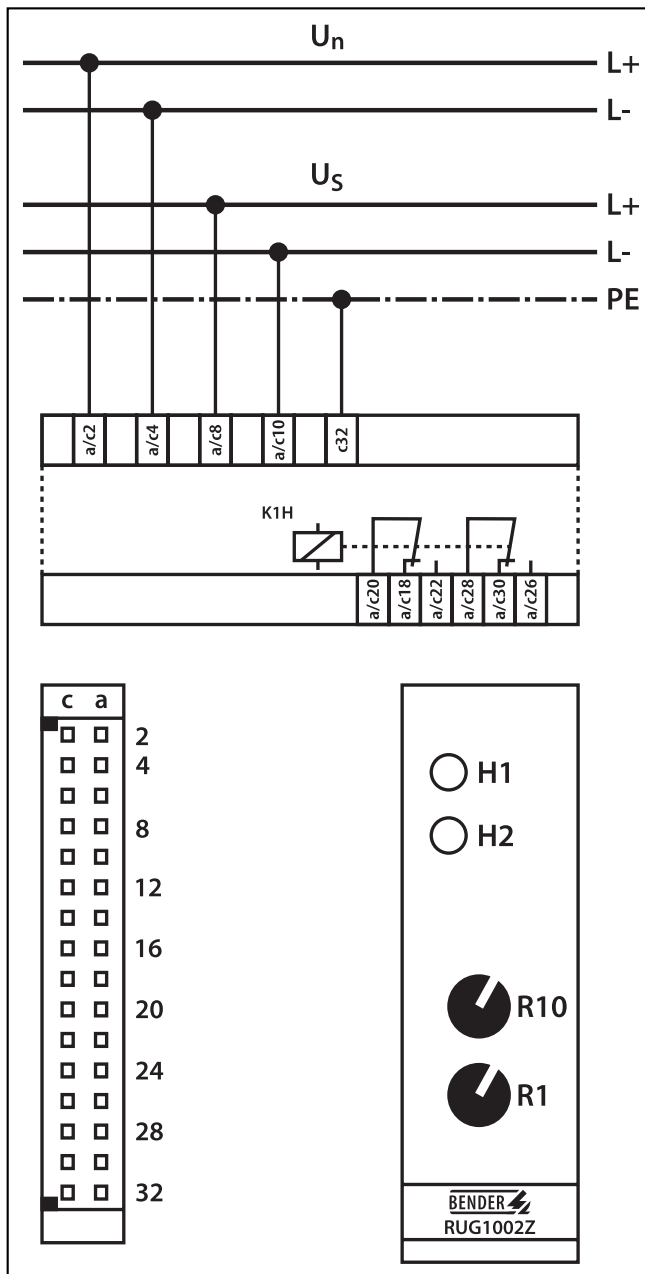 Un
L+
L-
US
L+
L-
PE
a/c2
a/c4
a/c8
a/c10
c32
K1H
a/c20
a/c18
a/c22
a/c28
a/c30
a/c26
c a
2
4
8
12
16
20
24
28
32
H1
H2
R10
R1
BENDER
RUG1002Z